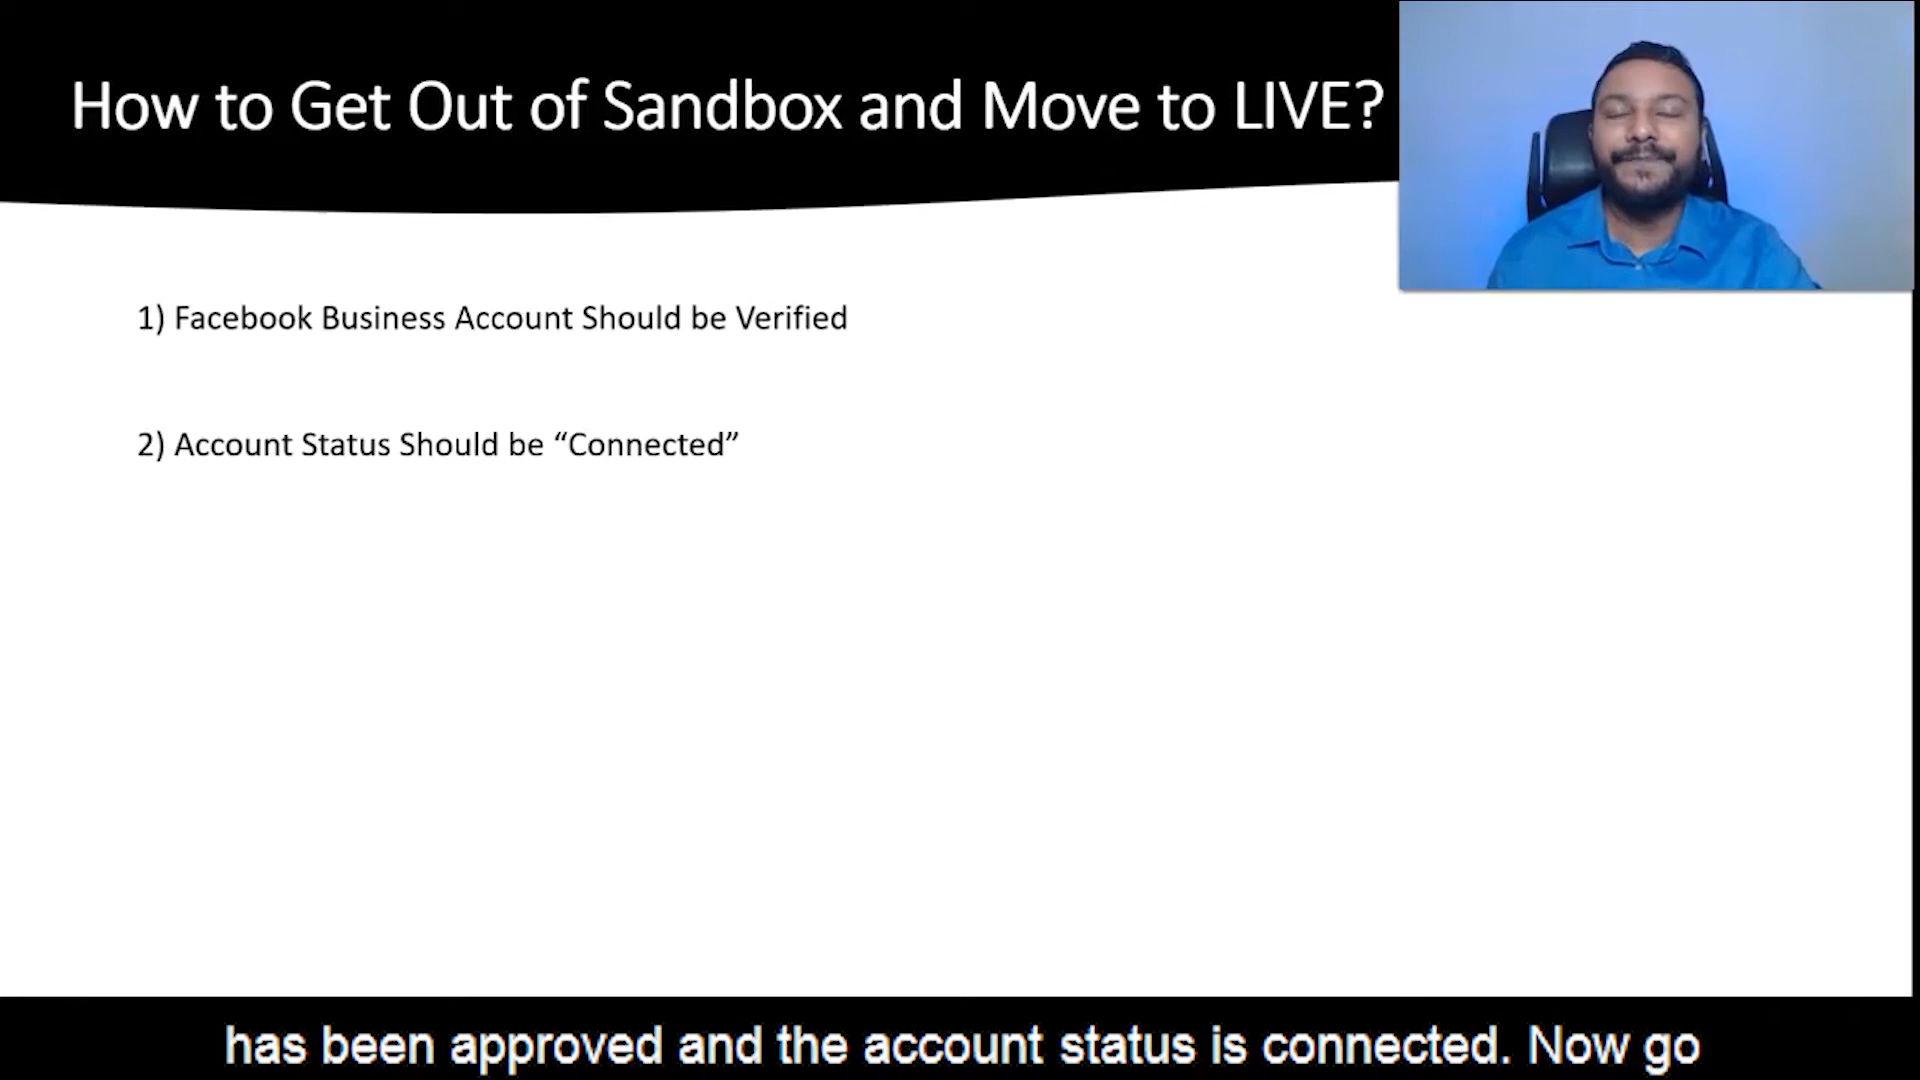 How to Get Out of Sandbox and Move to LIVE?
1) Facebook Business Account Should be Verified
2) Account Status Should be “Connected”
has been approved and the account status is connected. Now go